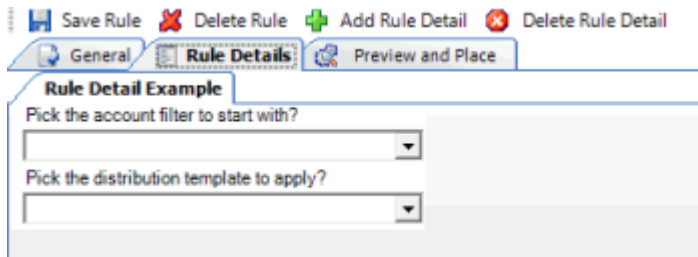 Save Rule Delete Rule Add Rule Detail Delete Rule Detail
General Rule Details Preview and Place
Rule Detail Example
Pick the account filter to start with?
Pick the distribution template to apply?